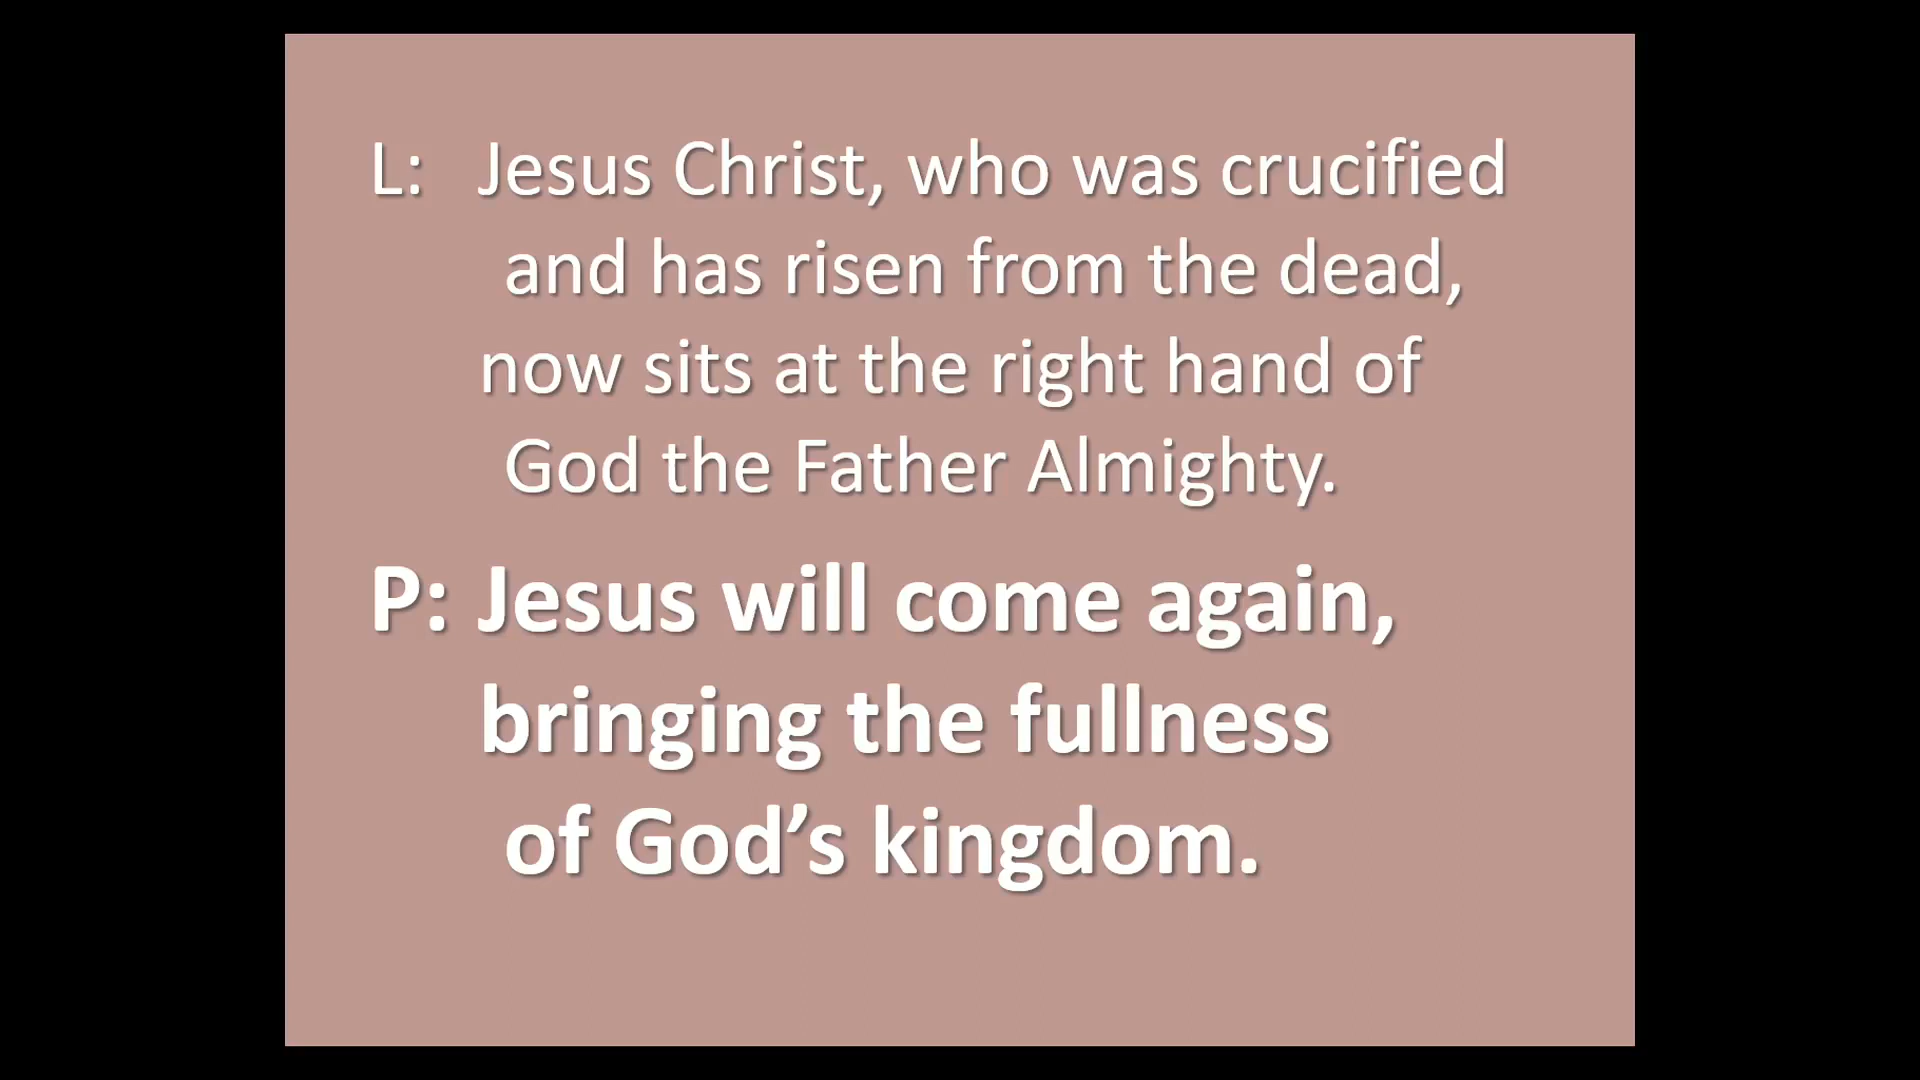 L: Jesus Christ, who was crucified
and has risen from the dead,
now sits at the right hand of
God the Father Almighty.
P: Jesus will come again,
bringing the fullness
of God’s kingdom.